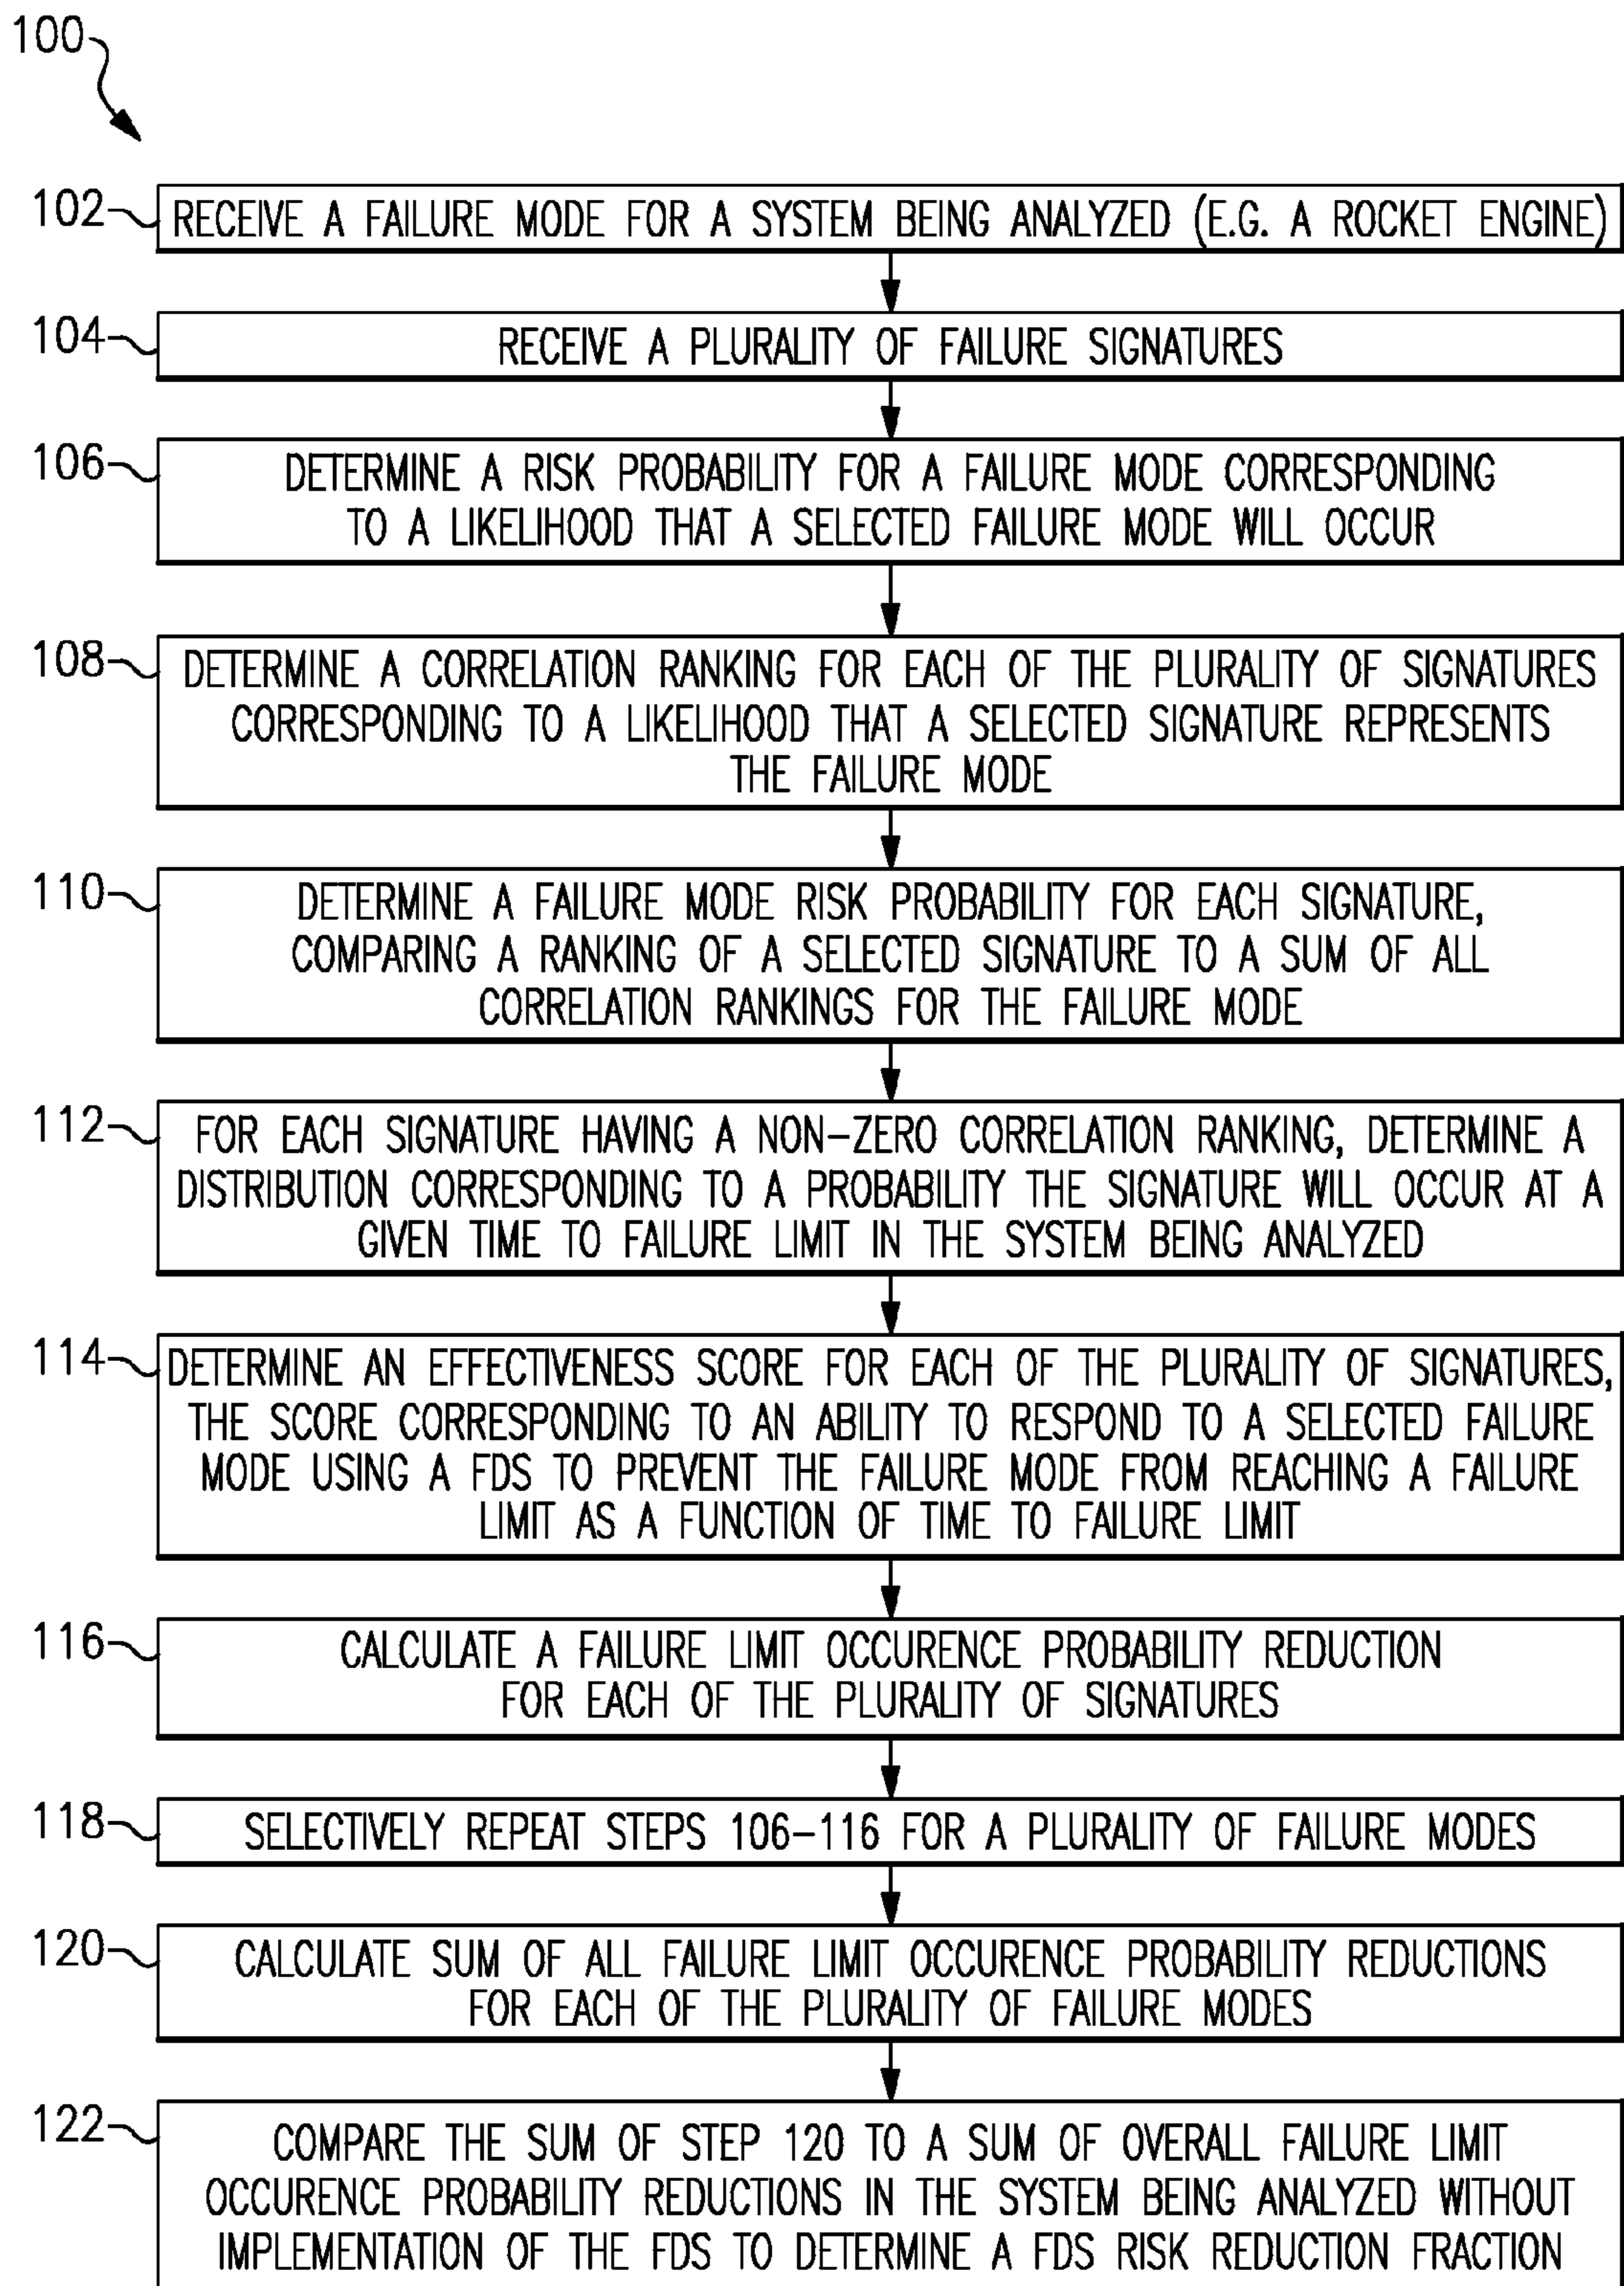 100
102
RECEIVE A FAILURE MODE FOR A SYSTEM BEING ANALYZED (E.G. A ROCKET ENGINE)
104
RECEIVE A PLURALITY OF FAILURE SIGNATURES
106
DETERMINE A RISK PROBABILITY FOR A FAILURE MODE CORRESPONDING
TO A LIKELIHOOD THAT A SELECTED FAILURE MODE WILL OCCUR
108
DETERMINE A CORRELATION RANKING FOR EACH OF THE PLURALITY OF SIGNATURES
CORRESPONDING TO A LIKELIHOOD THAT A SELECTED SIGNATURE REPRESENTS
THE FAILURE MODE
110
DETERMINE A FAILURE MODE RISK PROBABILITY FOR EACH SIGNATURE,
COMPARING A RANKING OF A SELECTED SIGNATURE TO A SUM OF ALL
CORRELATION RANKINGS FOR THE FAILURE MODE
112
FOR EACH SIGNATURE HAVING A NON-ZERO CORRELATION RANKING, DETERMINE A
DISTRIBUTION CORRESPONDING TO A PROBABILITY THE SIGNATURE WILL OCCUR AT A
GIVEN TIME TO FAILURE LIMIT IN THE SYSTEM BEING ANALYZED
114
DETERMINE AN EFFECTIVENESS SCORE FOR EACH OF THE PLURALITY OF SIGNATURES,
THE SCORE CORRESPONDING TO AN ABILITY TO RESPOND TO A SELECTED FAILURE
MODE USING A FDS TO PREVENT THE FAILURE MODE FROM REACHING A FAILURE
LIMIT AS A FUNCTION OF TIME TO FAILURE LIMIT
116
CALCULATE A FAILURE LIMIT OCCURENCE PROBABILITY REDUCTION
FOR EACH OF THE PLURALITY OF SIGNATURES
118
SELECTIVELY REPEAT STEPS 106-116 FOR A PLURALITY OF FAILURE MODES
120
CALCULATE SUM OF ALL FAILURE LIMIT OCCURENCE PROBABILITY REDUCTIONS
FOR EACH OF THE PLURALITY OF FAILURE MODES
122
COMPARE THE SUM OF STEP 120 TO A SUM OF OVERALL FAILURE LIMIT
OCCURENCE PROBABILITY REDUCTIONS IN THE SYSTEM BEING ANALYZED WITHOUT
IMPLEMENTATION OF THE FDS TO DETERMINE A FDS RISK REDUCTION FRACTION